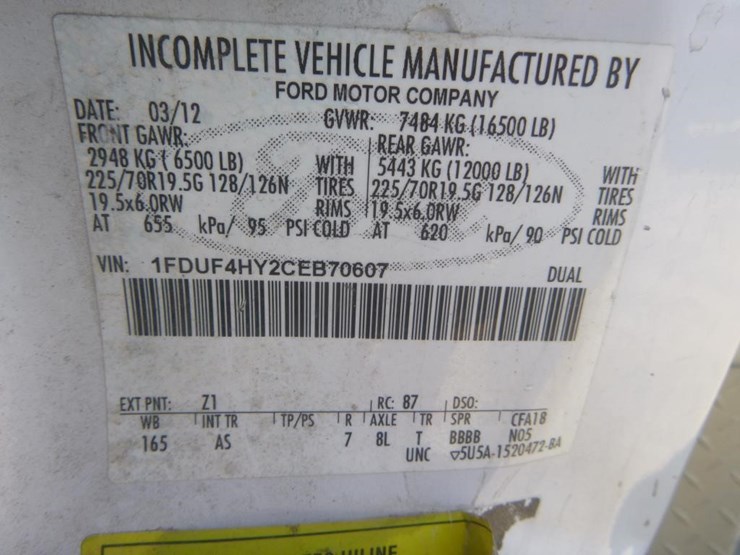 INCOMPLETE VEHICLE MANUFACTURED BY
FORD MOTOR COMPANY
DATE: 03/12 GVWR: 7484 KG (16500 LB)
FRONT GAWR: REAR GAWR:
2948 KG ( 6500 LB) WITH 5443 KG (12000 LB) WITH
225/70R19.5G 128/126N TIRES 225/70R19.5G 128/126N TIRES
19.5x6.0RW RIMS 19.5x6.0RW RIMS
AT 655 kPa/ 95 PSI COLD AT 620 kPa/ 90 PSI COLD
VIN: 1FDUF4HY2CEB70607 DUAL
EXT PNT: Z1 RC: 87 DSO:
WB INT TR TP/PS R AXLE TR SPR CFA18
165 AS 7 8L T BBBB N05
UNC ▽5U5A-1520472-BA